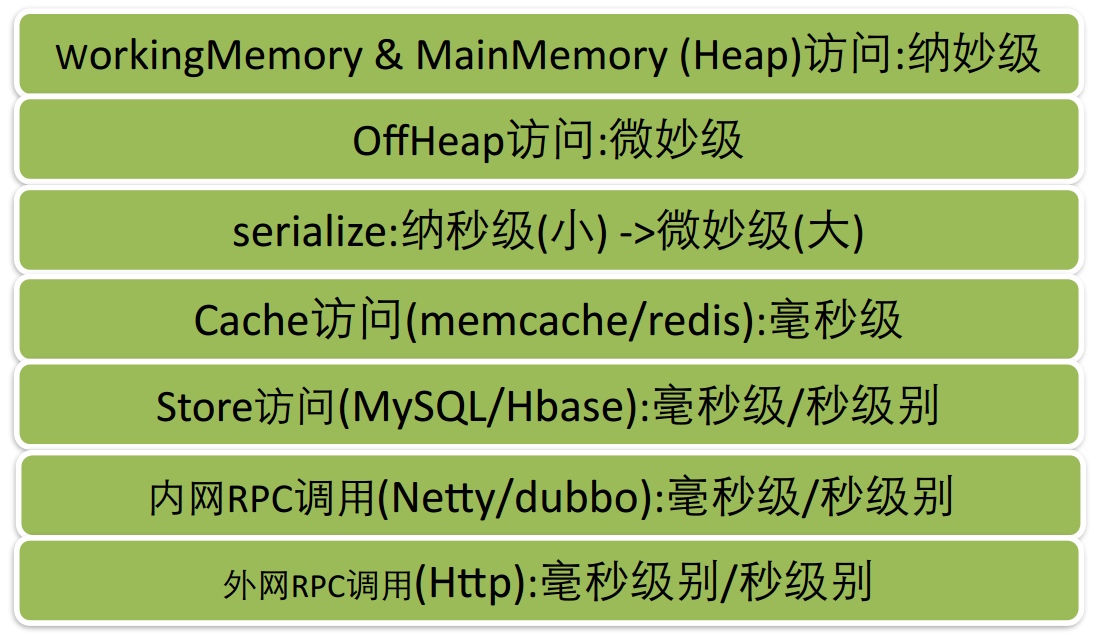 workingMemory & MainMemory (Heap)访问:纳妙级
OffHeap访问:微妙级
serialize:纳秒级(小) ->微妙级(大)
Cache访问(memcache/redis):毫秒级
Store访问(MySQL/Hbase):毫秒级/秒级别
内网RPC调用(Netty/dubbo):毫秒级/秒级别
外网RPC调用(Http):毫秒级别/秒级别